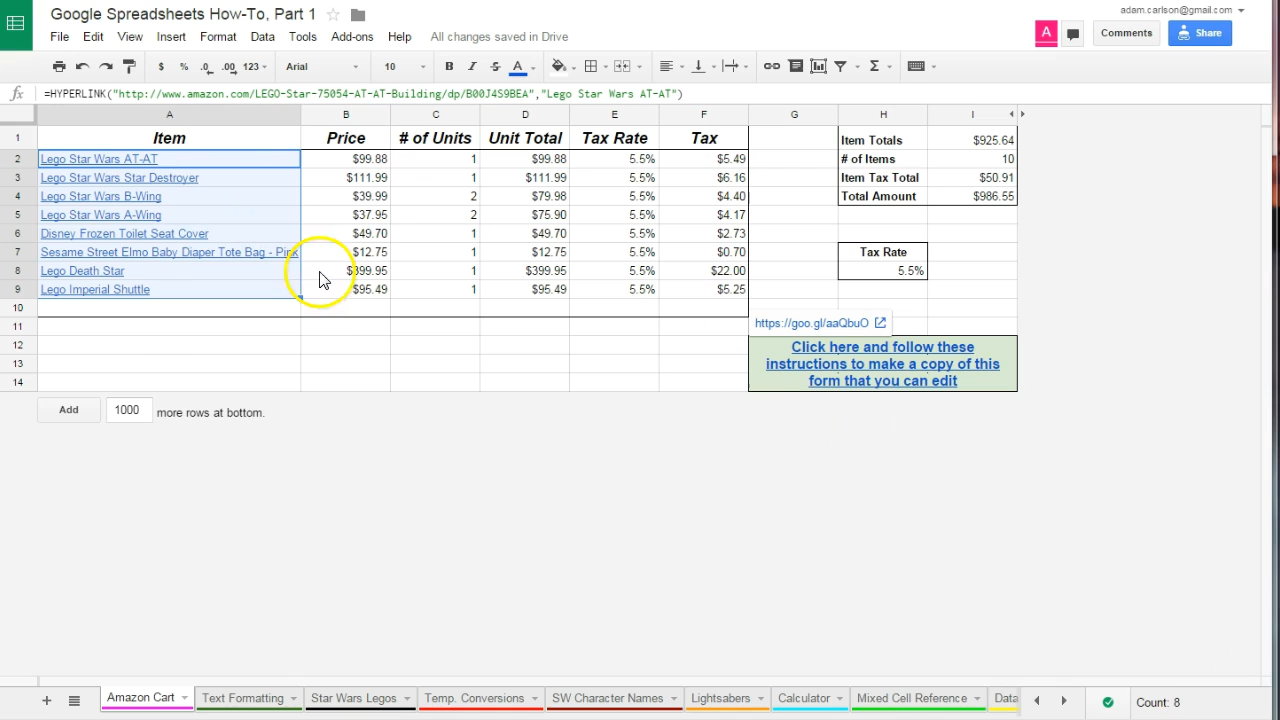 Google Spreadsheets How-To, Part 1
adam.carlson@gmail.com
File Edit View Insert Format Data Tools Add-ons Help All changes saved in Drive
A Comments Share
$ % .0 .00 123 Arial 10 B I S A Σ
fx =HYPERLINK("http://www.amazon.com/LEGO-Star-75054-AT-AT-Building/dp/B00J4S9BEA","Lego Star Wars AT-AT")
A B C D E F G H I
1 Item Price # of Units Unit Total Tax Rate Tax Item Totals $925.64
2 Lego Star Wars AT-AT $99.88 1 $99.88 5.5% $5.49 # of Items 10
3 Lego Star Wars Star Destroyer $111.99 1 $111.99 5.5% $6.16 Item Tax Total $50.91
4 Lego Star Wars B-Wing $39.99 2 $79.98 5.5% $4.40 Total Amount $986.55
5 Lego Star Wars A-Wing $37.95 2 $75.90 5.5% $4.17
6 Disney Frozen Toilet Seat Cover $49.70 1 $49.70 5.5% $2.73
7 Sesame Street Elmo Baby Diaper Tote Bag - Pink $12.75 1 $12.75 5.5% $0.70 Tax Rate
8 Lego Death Star $399.95 1 $399.95 5.5% $22.00 5.5%
9 Lego Imperial Shuttle $95.49 1 $95.49 5.5% $5.25
10
11 https://goo.gl/aaQbuO
12 Click here and follow these
13 instructions to make a copy of this
14 form that you can edit
Add 1000 more rows at bottom.
Amazon Cart Text Formatting Star Wars Legos Temp. Conversions SW Character Names Lightsabers Calculator Mixed Cell Reference Data Count: 8